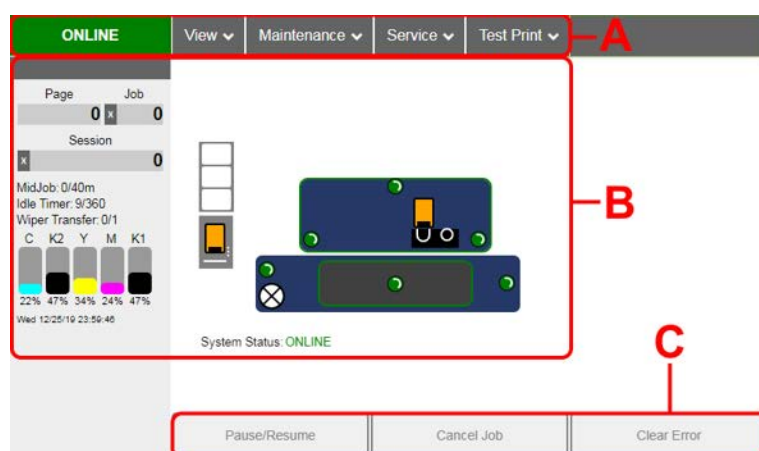 ONLINE View Maintenance Service Test Print A
Page Job
0 x 0
Session
x 0
MidJob: 0/40m
Idle Timer: 9/360
Wiper Transfer: 0/1
C K2 Y M K1
22% 47% 34% 24% 47%
Wed 12/25/19 23:59:46
B
System Status: ONLINE
C
Pause/Resume Cancel Job Clear Error